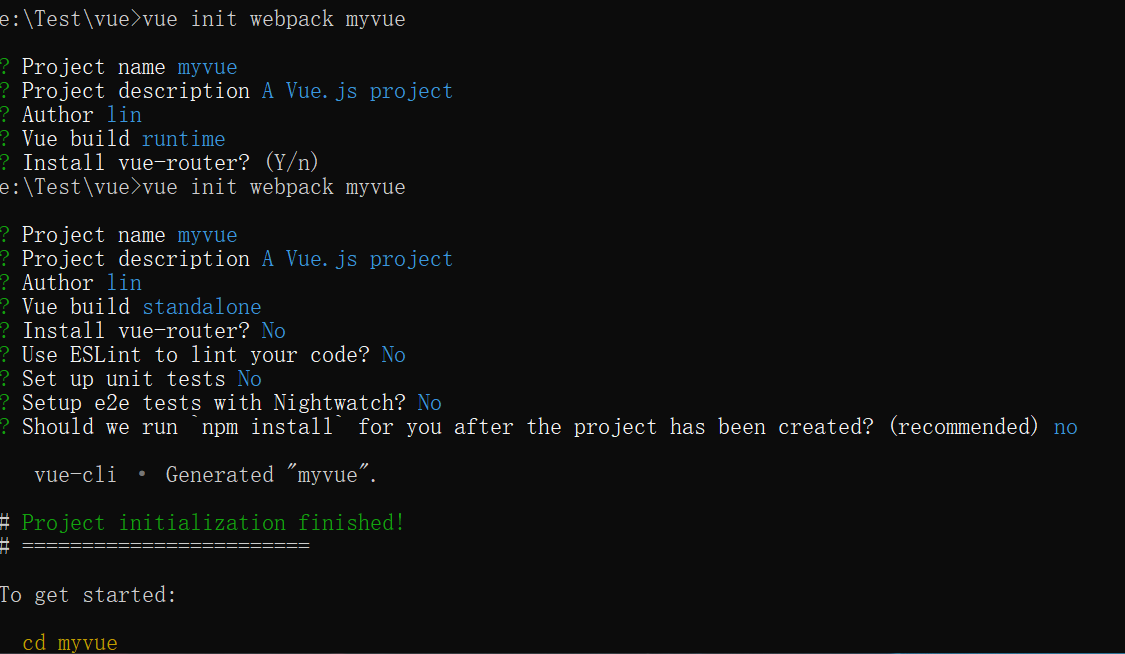 e:\Test\vue>vue init webpack myvue
? Project name myvue
? Project description A Vue.js project
? Author lin
? Vue build runtime
? Install vue-router? (Y/n)
e:\Test\vue>vue init webpack myvue
? Project name myvue
? Project description A Vue.js project
? Author lin
? Vue build standalone
? Install vue-router? No
? Use ESLint to lint your code? No
? Set up unit tests No
? Setup e2e tests with Nightwatch? No
? Should we run `npm install` for you after the project has been created? (recommended) no
vue-cli · Generated "myvue".
# Project initialization finished!
# ========================
To get started:
cd myvue